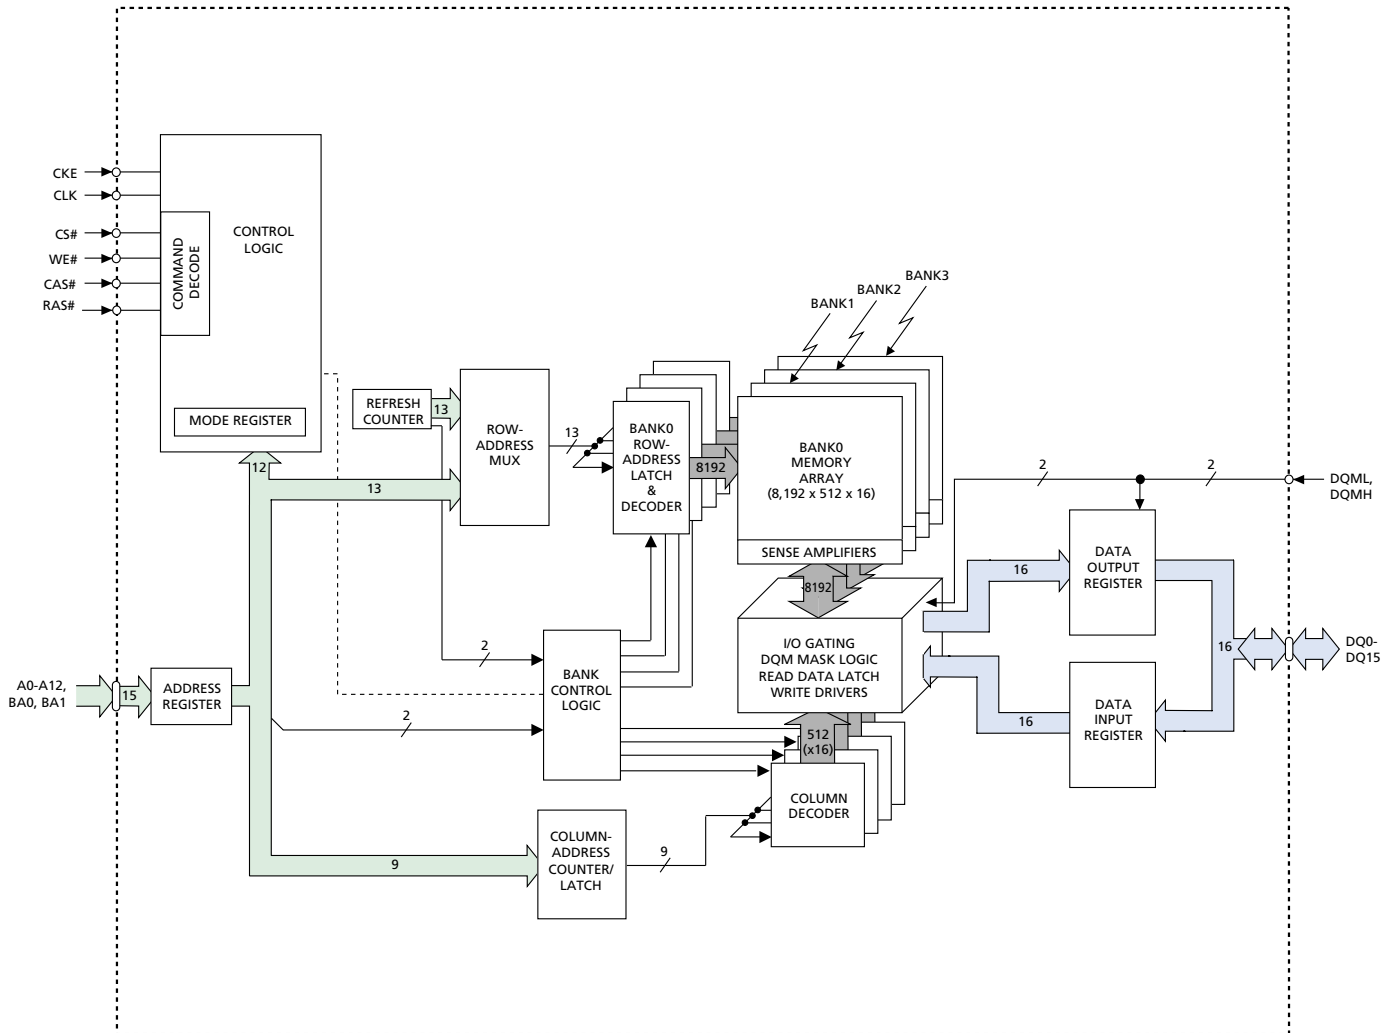 BANK3
BANK2
BANK1
CKE
CLK
CS#
WE#
CAS#
RAS#
CONTROL
LOGIC
COMMAND
DECODE
MODE REGISTER
12
REFRESH
COUNTER
13
13
ROW-
ADDRESS
MUX
13
BANK0
ROW-
ADDRESS
LATCH
&
DECODER
8192
BANK0
MEMORY
ARRAY
(8,192 x 512 x 16)
SENSE AMPLIFIERS
8192
I/O GATING
DQM MASK LOGIC
READ DATA LATCH
WRITE DRIVERS
512
(x16)
COLUMN
DECODER
2
2
DQML,
DQMH
DATA
OUTPUT
REGISTER
16
16
DQ0-
DQ15
DATA
INPUT
REGISTER
16
A0-A12,
BA0, BA1
15
ADDRESS
REGISTER
2
2
BANK
CONTROL
LOGIC
9
COLUMN-
ADDRESS
COUNTER/
LATCH
9